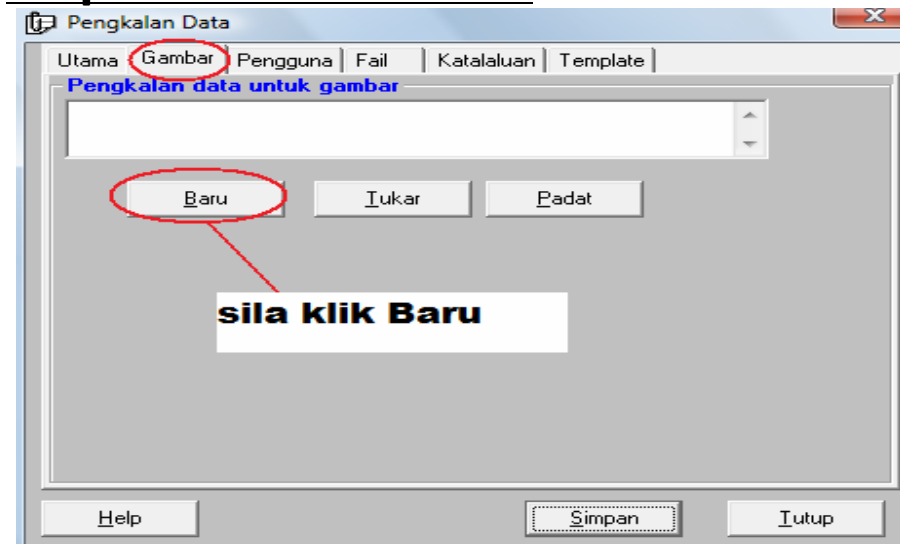 Pengkalan Data
Utama Gambar Pengguna Fail Katalaluan Template
Pengkalan data untuk gambar
Baru Tukar Padat
sila klik Baru
Help Simpan Tutup